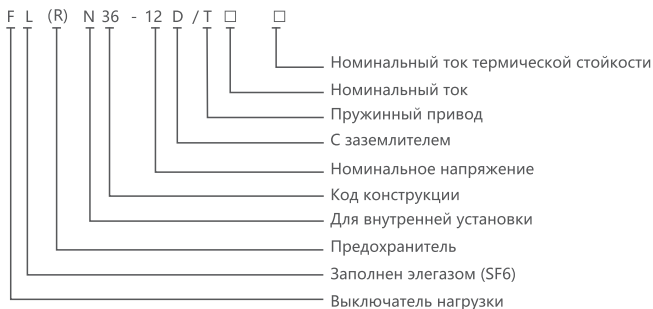 F L (R) N 36 - 12 D / T □ □
Номинальный ток термической стойкости
Номинальный ток
Пружинный привод
С заземлителем
Номинальное напряжение
Код конструкции
Для внутренней установки
Предохранитель
Заполнен элегазом (SF6)
Выключатель нагрузки